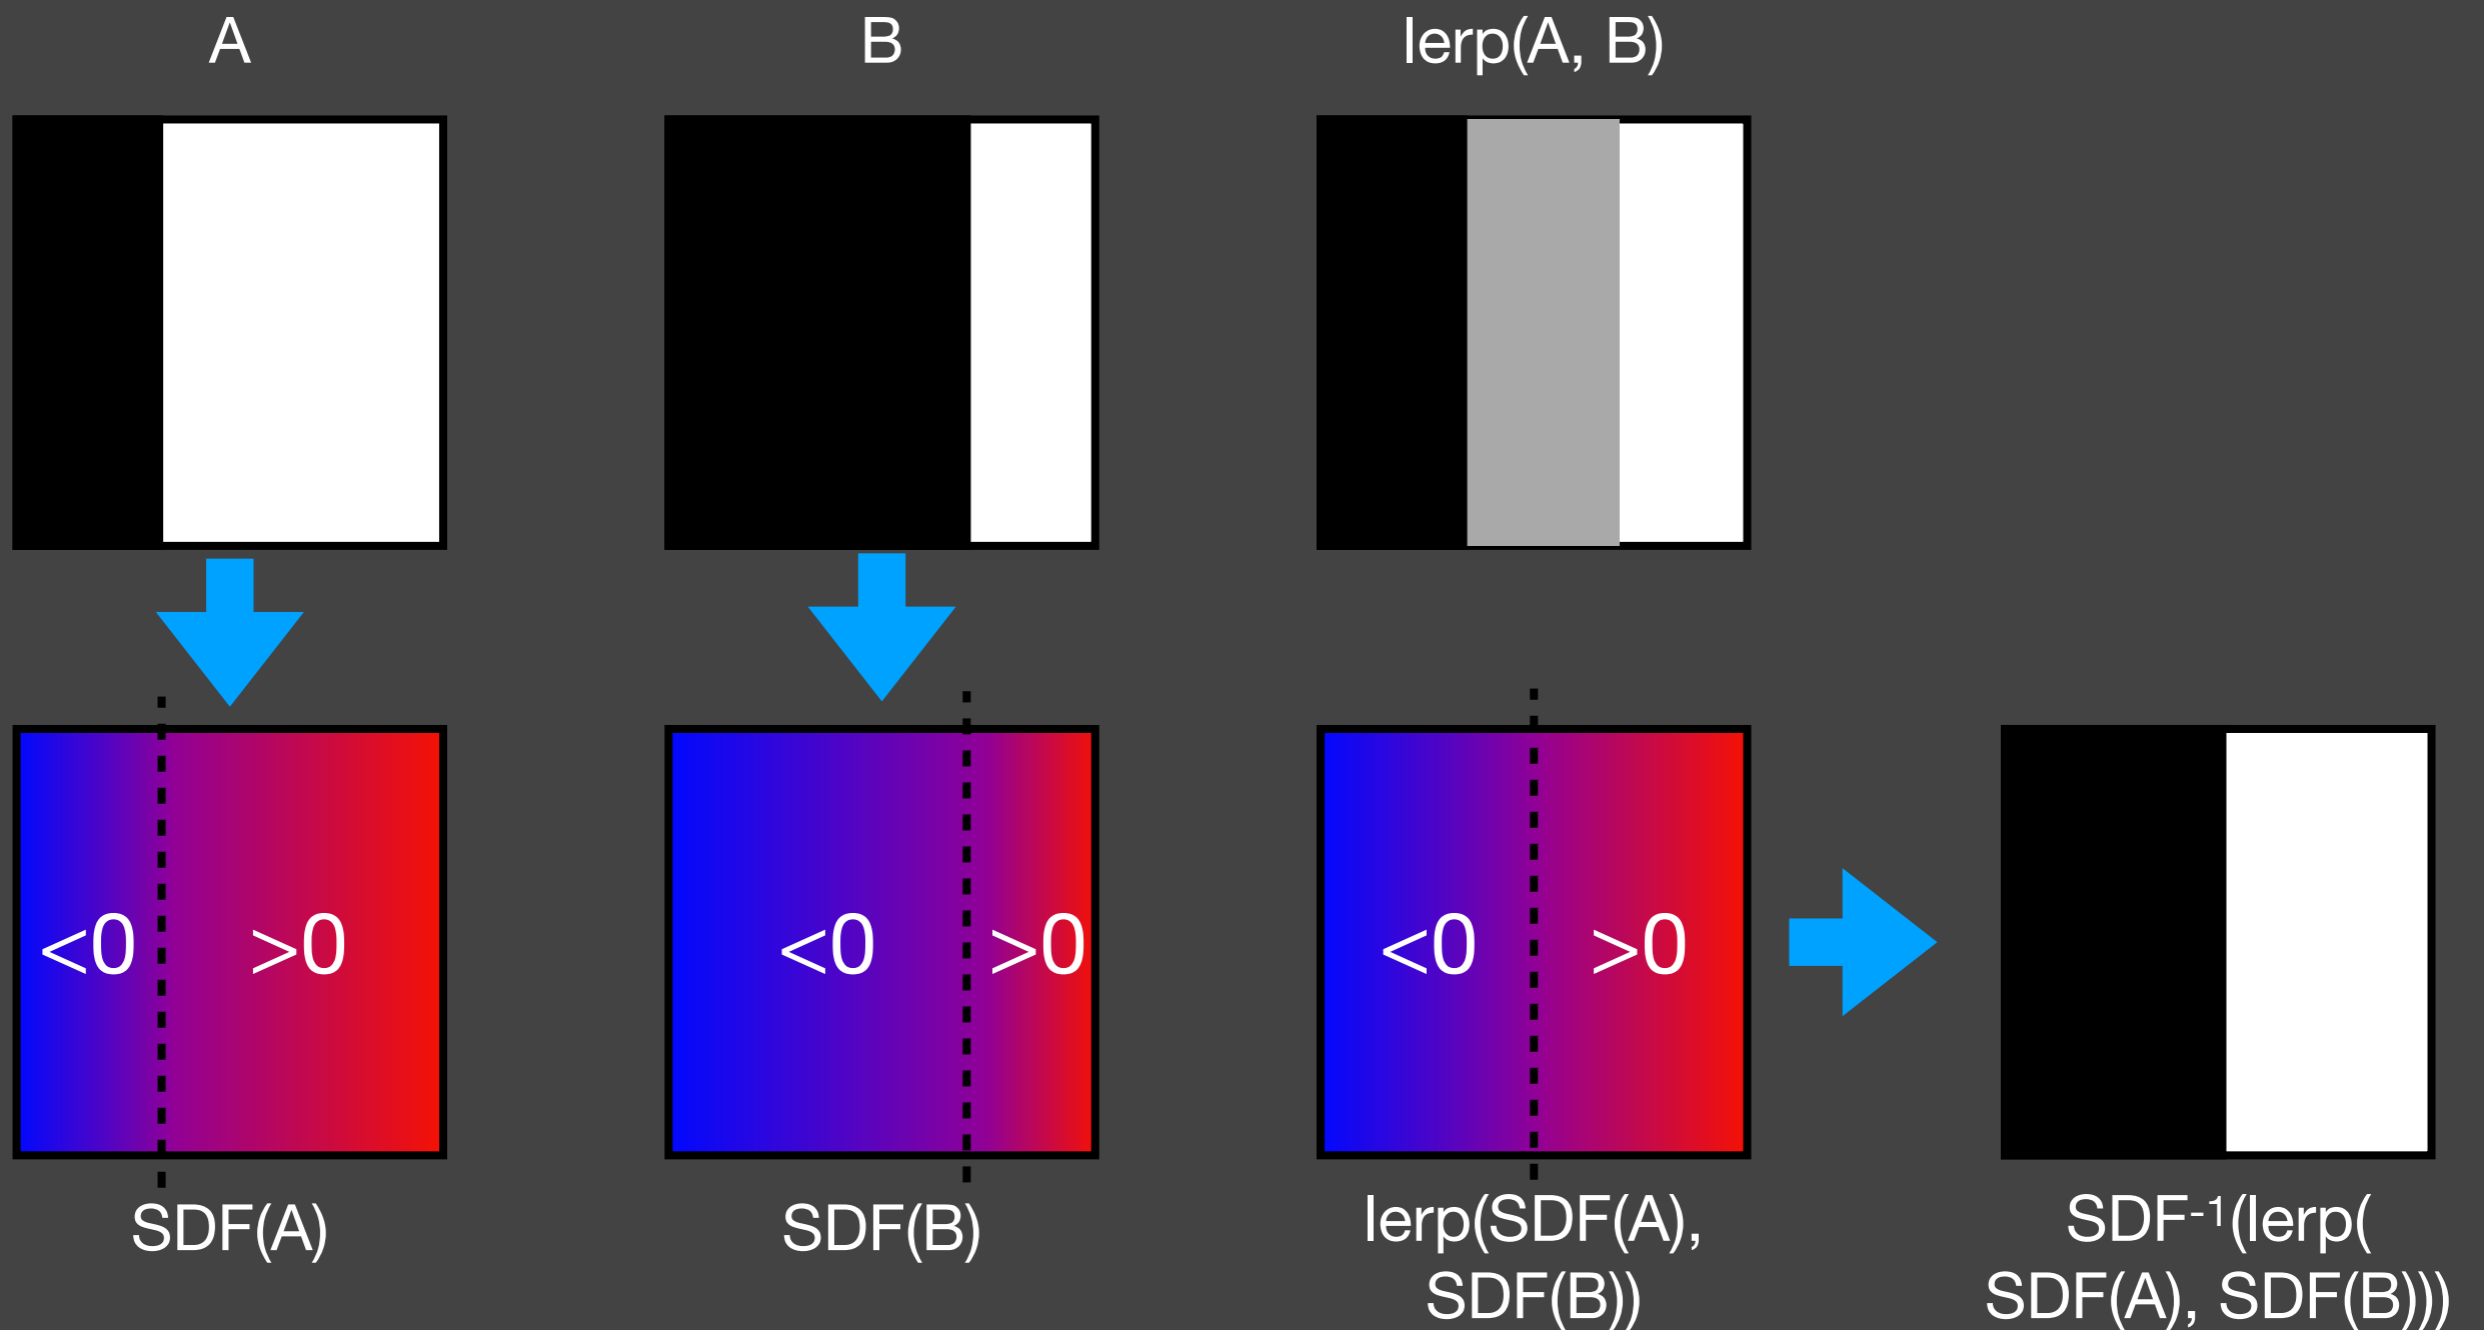 A
B
lerp(A, B)
<0
>0
<0
>0
<0
>0
SDF(A)
SDF(B)
lerp(SDF(A),
SDF(B))
SDF⁻¹(lerp(
SDF(A), SDF(B)))